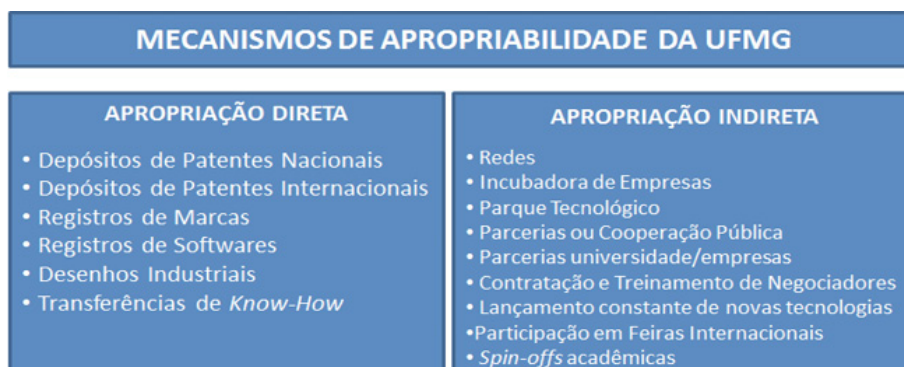 MECANISMOS DE APROPRIABILIDADE DA UFMG
APROPRIAÇÃO DIRETA
• Depósitos de Patentes Nacionais
• Depósitos de Patentes Internacionais
• Registros de Marcas
• Registros de Softwares
• Desenhos Industriais
• Transferências de Know-How
APROPRIAÇÃO INDIRETA
• Redes
• Incubadora de Empresas
• Parque Tecnológico
• Parcerias ou Cooperação Pública
• Parcerias universidade/empresas
• Contratação e Treinamento de Negociadores
• Lançamento constante de novas tecnologias
•Participação em Feiras Internacionais
• Spin-offs acadêmicas